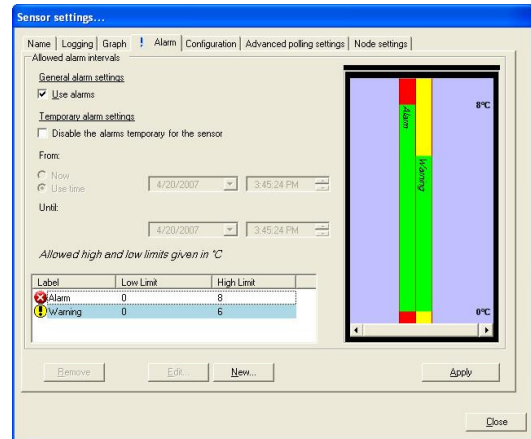 Sensor settings...
Name Logging Graph ! Alarm Configuration Advanced polling settings Node settings
Allowed alarm intervals
General alarm settings
Use alarms
Temporary alarm settings
Disable the alarms temporary for the sensor
From:
Now
Use time
4/20/2007 3:45:24 PM
Until:
4/20/2007 3:45:24 PM
Allowed high and low limits given in °C
Label Low Limit High Limit
Alarm 0 8
Warning 0 6
8°C
Alarm
Warning
0°C
Remove Edit... New... Apply
Close